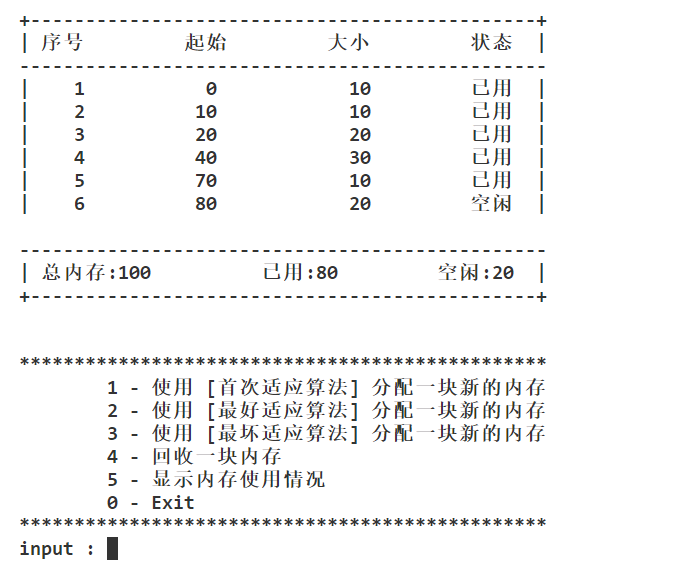 +-----------------------------------------------+
| 序号         起始         大小         状态  |
------------------------------------------------
|    1           0            10         已用  |
|    2          10            10         已用  |
|    3          20            20         已用  |
|    4          40            30         已用  |
|    5          70            10         已用  |
|    6          80            20         空闲  |
------------------------------------------------
| 总内存:100          已用:80         空闲:20  |
+-----------------------------------------------+
************************************************
1 - 使用 [首次适应算法] 分配一块新的内存
2 - 使用 [最好适应算法] 分配一块新的内存
3 - 使用 [最坏适应算法] 分配一块新的内存
4 - 回收一块内存
5 - 显示内存使用情况
0 - Exit
************************************************
input :